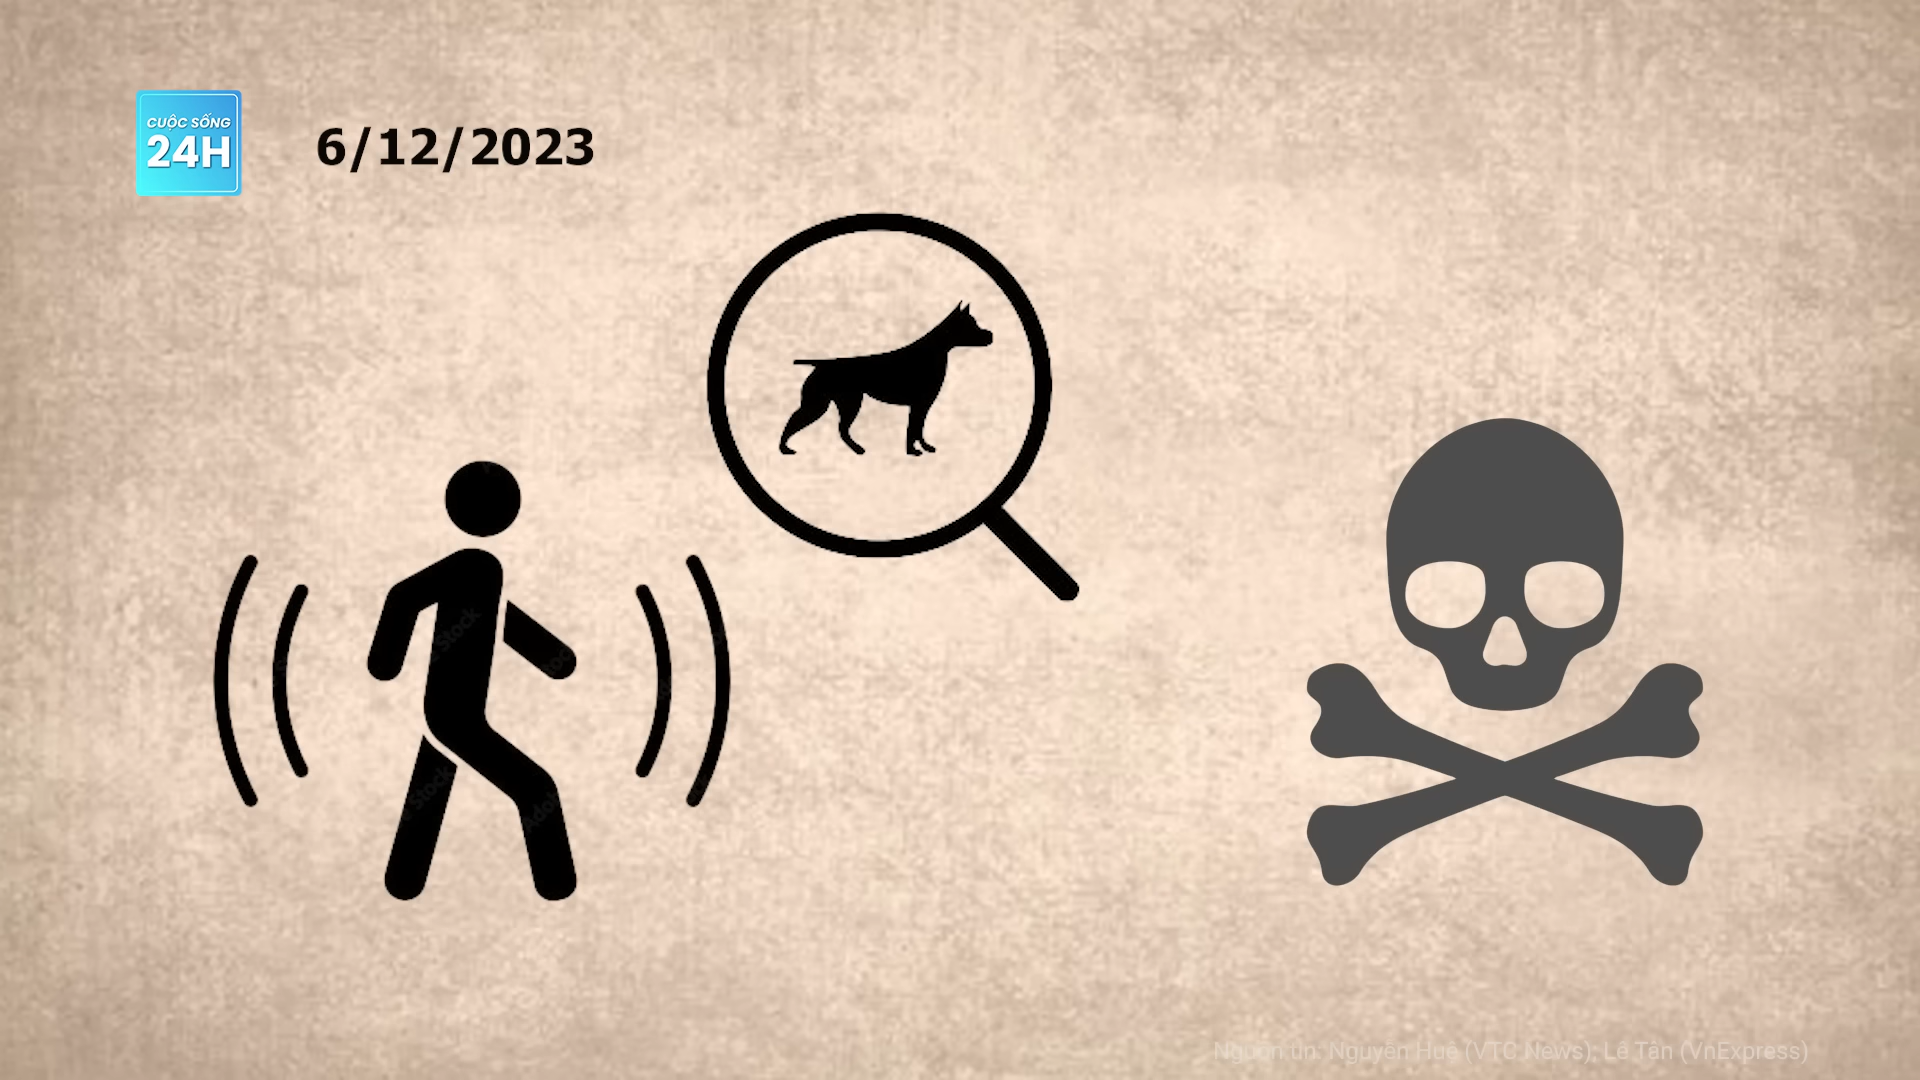 CUỘC SỐNG
24H
6/12/2023
Nguồn tin: Nguyễn Huệ (VTC News); Lê Tân (VnExpress)